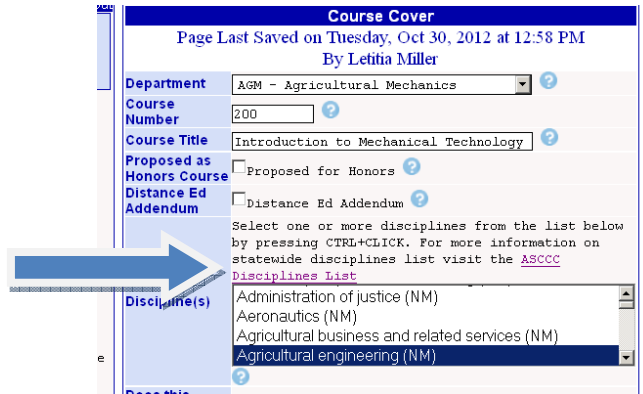 Course Cover
Page Last Saved on Tuesday, Oct 30, 2012 at 12:58 PM
By Letitia Miller
Department AGM - Agricultural Mechanics
Course
Number 200
Course Title Introduction to Mechanical Technology
Proposed as
Honors Course Proposed for Honors
Distance Ed
Addendum Distance Ed Addendum
Select one or more disciplines from the list below
by pressing CTRL+CLICK. For more information on
statewide disciplines list visit the ASCCC
Disciplines List
Discipline(s)
Administration of justice (NM)
Aeronautics (NM)
Agricultural business and related services (NM)
Agricultural engineering (NM)
e
Does this